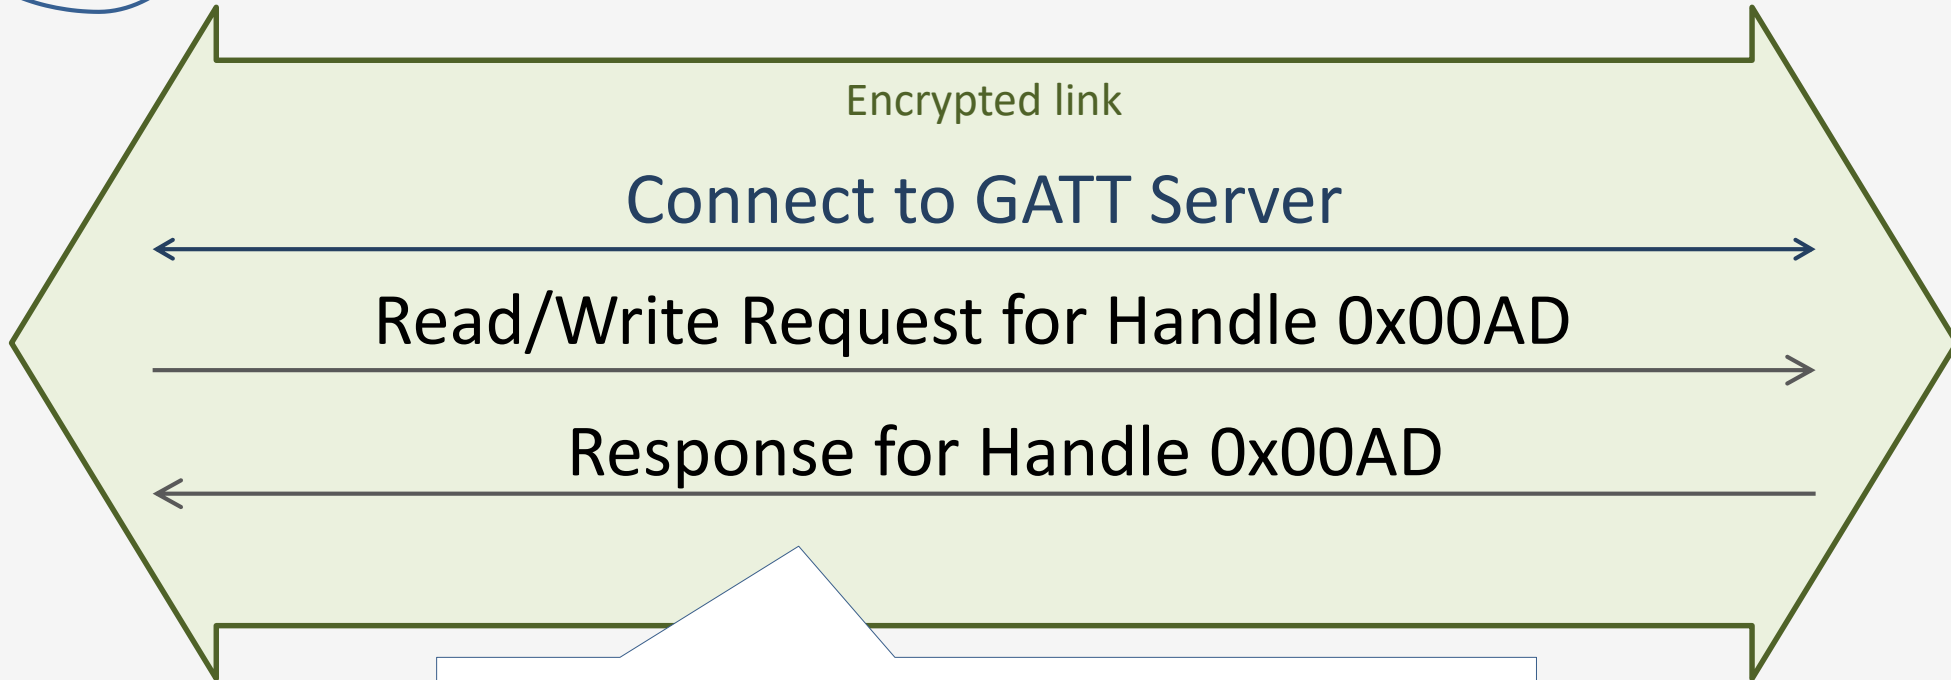 Encrypted link
Connect to GATT Server
Read/Write Request for Handle 0x00AD
Response for Handle 0x00AD